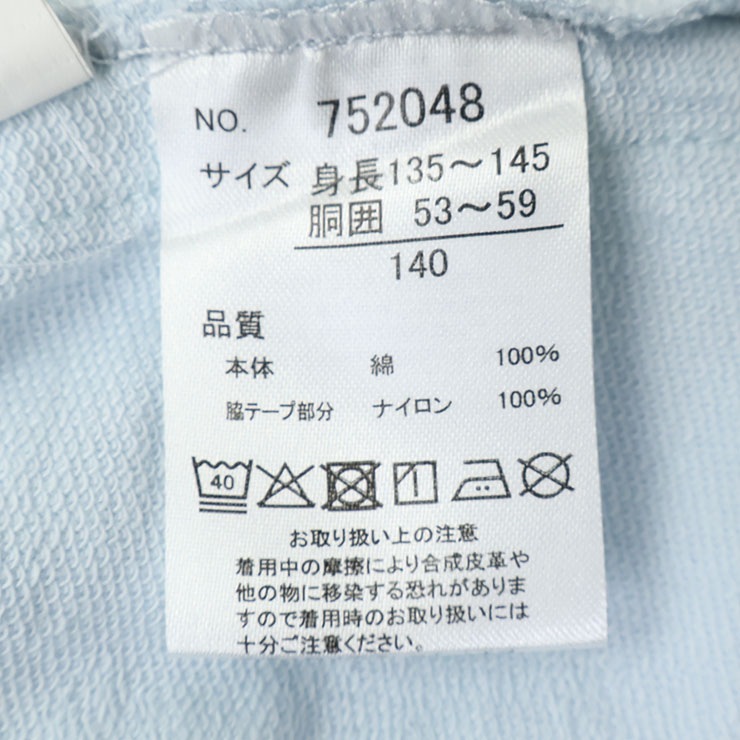 NO. 752048
サイズ 身長135～145
胴囲 53～59
140
品質
本体 綿 100%
脇テープ部分 ナイロン 100%
40
お取り扱い上の注意
着用中の摩擦により合成皮革や
他の物に移染する恐れがありま
すので着用時のお取り扱いには
十分ご注意ください。